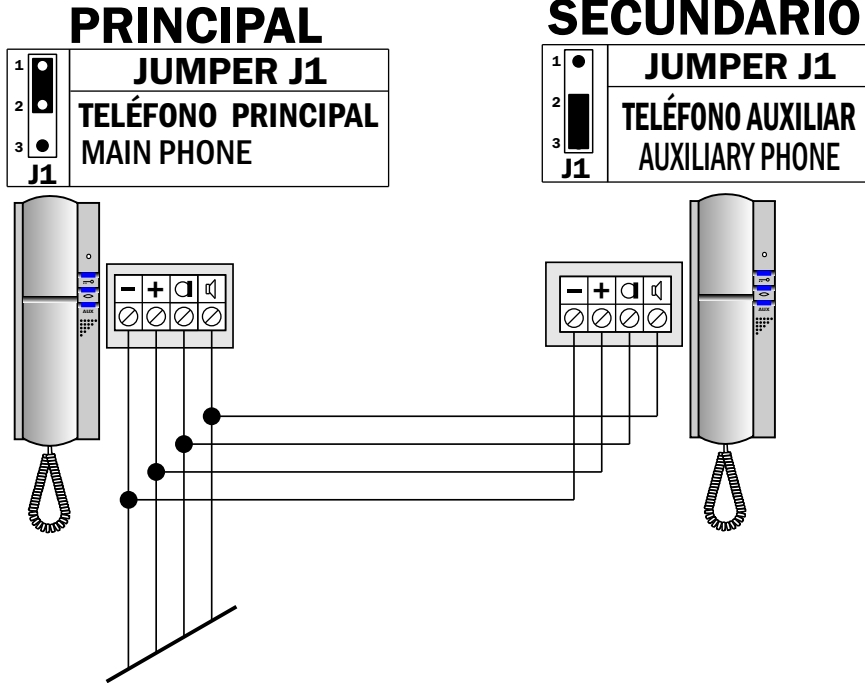 PRINCIPAL
1
2
3
J1
JUMPER J1
TELÉFONO PRINCIPAL
MAIN PHONE
SECUNDARIO
1
2
3
J1
JUMPER J1
TELÉFONO AUXILIAR
AUXILIARY PHONE
AUX
- +
- +
AUX